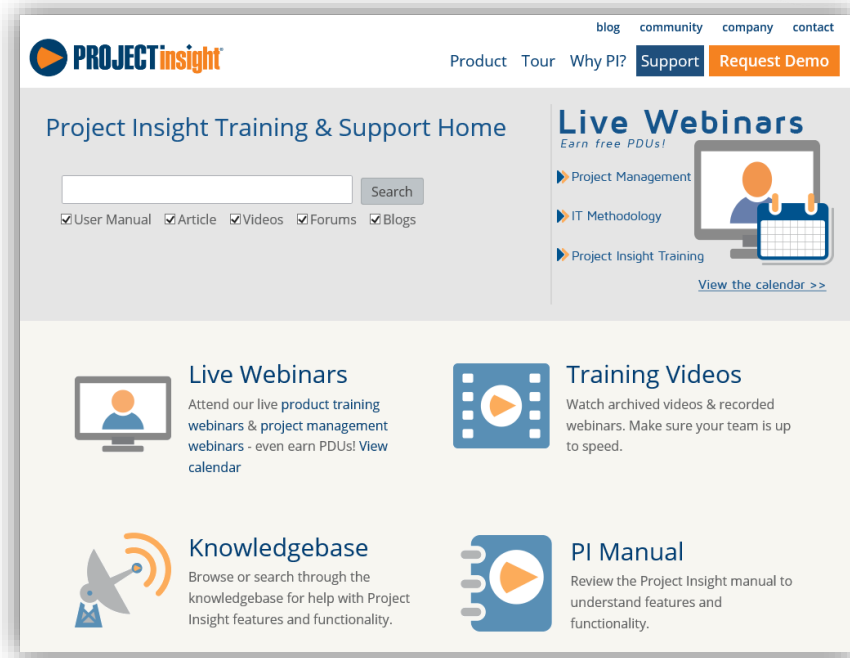 blog community company contact
PROJECTinsight
Product Tour Why PI? Support Request Demo
Project Insight Training & Support Home
Search
User Manual Article Videos Forums Blogs
Live Webinars
Earn free PDUs!
Project Management
IT Methodology
Project Insight Training
View the calendar >>
Live Webinars
Attend our live product training
webinars & project management
webinars - even earn PDUs! View
calendar
Training Videos
Watch archived videos & recorded
webinars. Make sure your team is up
to speed.
Knowledgebase
Browse or search through the
knowledgebase for help with Project
Insight features and functionality.
PI Manual
Review the Project Insight manual to
understand features and
functionality.